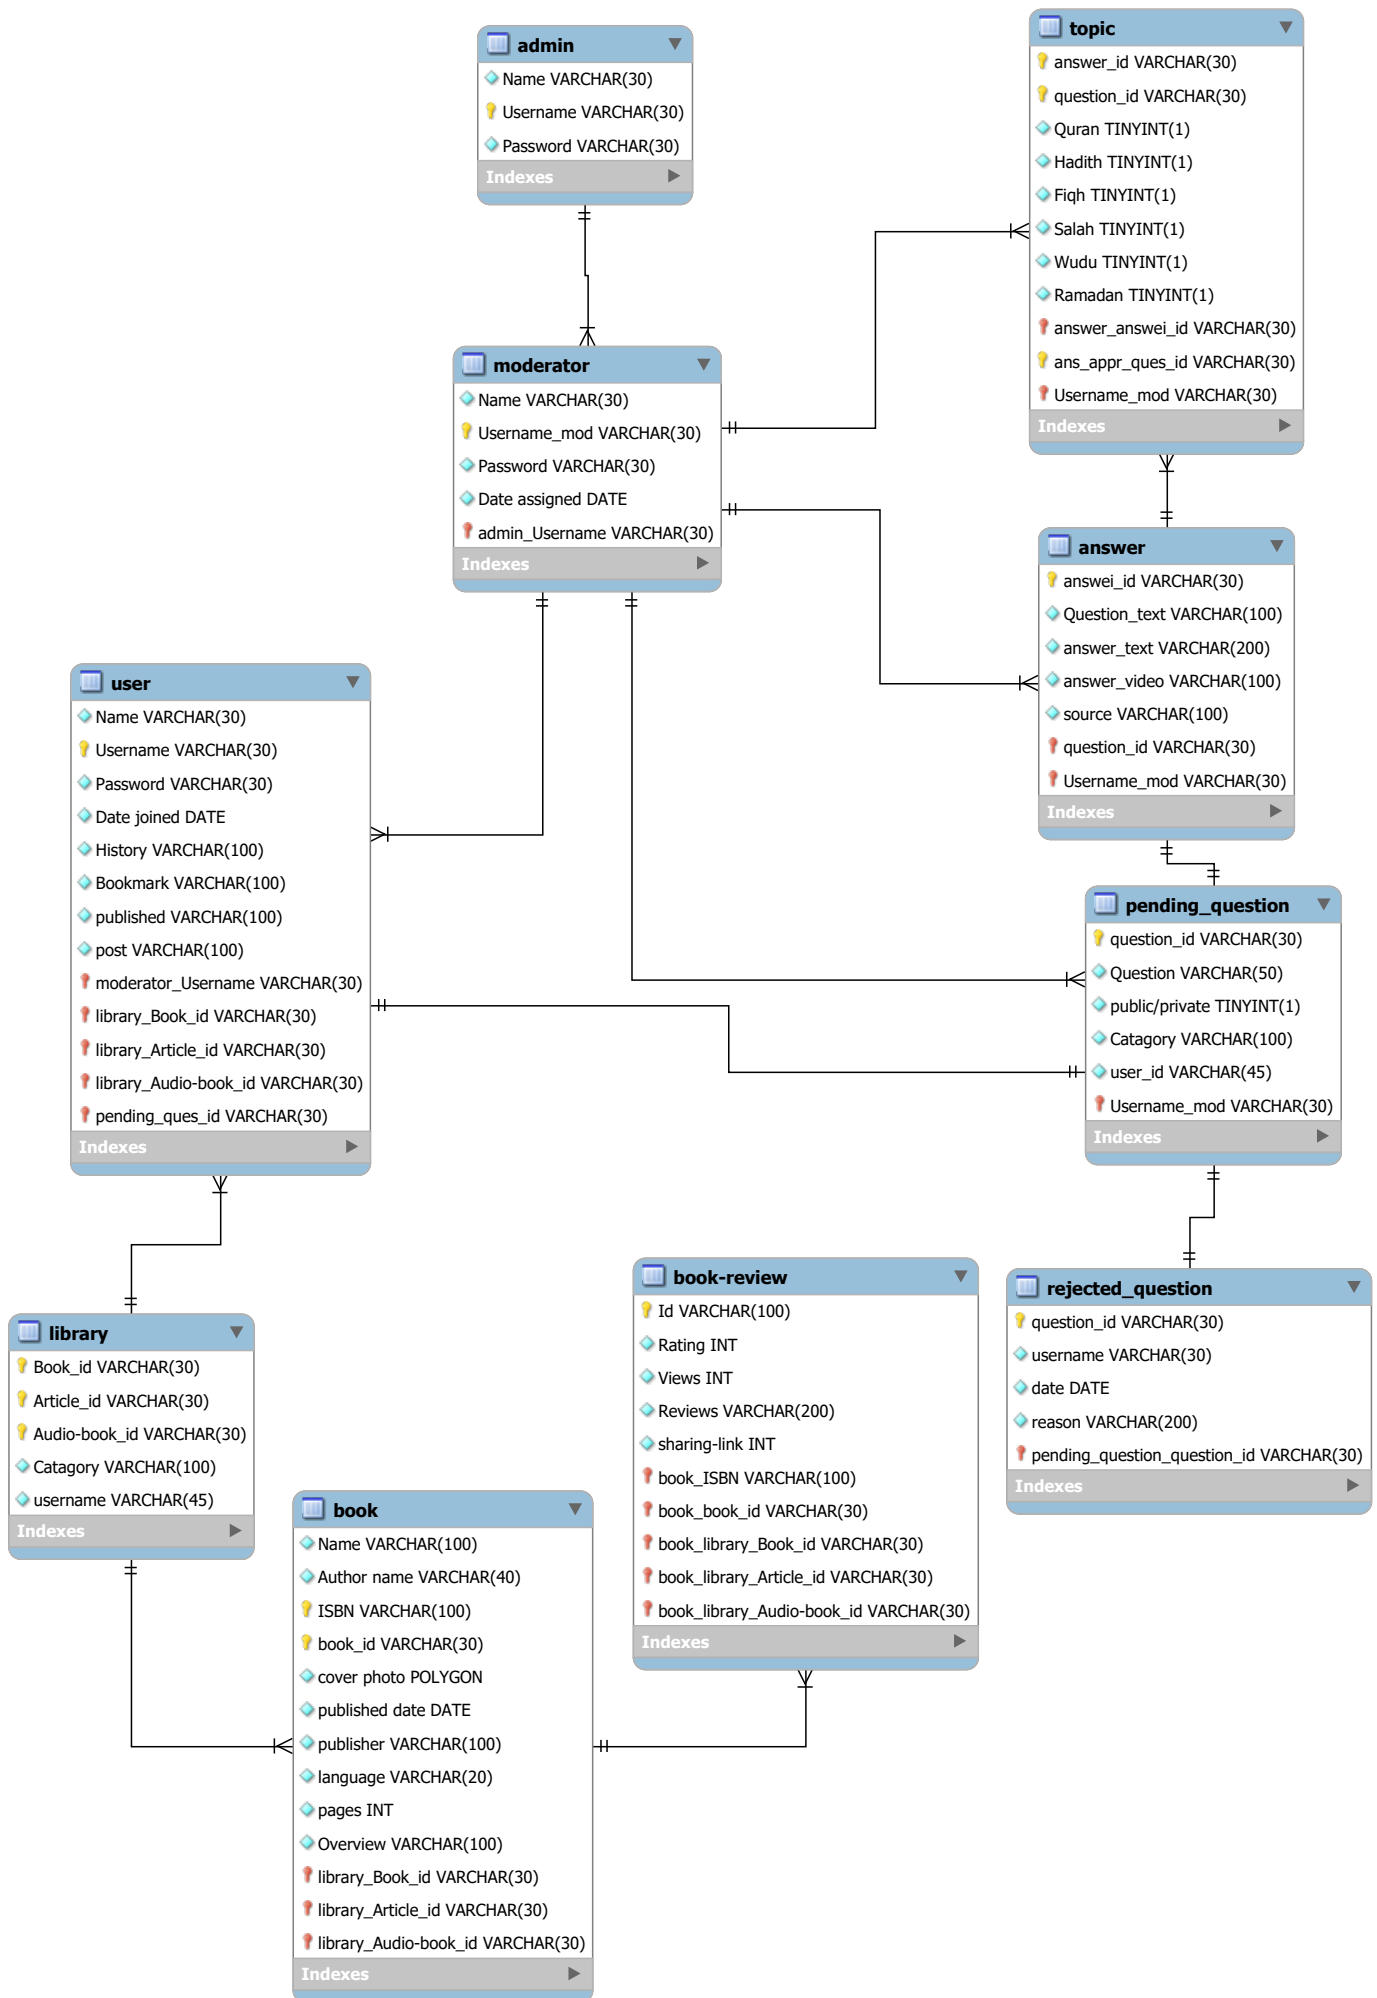 admin
Name VARCHAR(30)
Username VARCHAR(30)
Password VARCHAR(30)
Indexes
topic
answer_id VARCHAR(30)
question_id VARCHAR(30)
Quran TINYINT(1)
Hadith TINYINT(1)
Fiqh TINYINT(1)
Salah TINYINT(1)
Wudu TINYINT(1)
Ramadan TINYINT(1)
answer_answei_id VARCHAR(30)
ans_appr_ques_id VARCHAR(30)
Username_mod VARCHAR(30)
Indexes
moderator
Name VARCHAR(30)
Username_mod VARCHAR(30)
Password VARCHAR(30)
Date assigned DATE
admin_Username VARCHAR(30)
Indexes
answer
answei_id VARCHAR(30)
Question_text VARCHAR(100)
answer_text VARCHAR(200)
answer_video VARCHAR(100)
source VARCHAR(100)
question_id VARCHAR(30)
Username_mod VARCHAR(30)
Indexes
user
Name VARCHAR(30)
Username VARCHAR(30)
Password VARCHAR(30)
Date joined DATE
History VARCHAR(100)
Bookmark VARCHAR(100)
published VARCHAR(100)
post VARCHAR(100)
moderator_Username VARCHAR(30)
library_Book_id VARCHAR(30)
library_Article_id VARCHAR(30)
library_Audio-book_id VARCHAR(30)
pending_ques_id VARCHAR(30)
Indexes
pending_question
question_id VARCHAR(30)
Question VARCHAR(50)
public/private TINYINT(1)
Catagory VARCHAR(100)
user_id VARCHAR(45)
Username_mod VARCHAR(30)
Indexes
library
Book_id VARCHAR(30)
Article_id VARCHAR(30)
Audio-book_id VARCHAR(30)
Catagory VARCHAR(100)
username VARCHAR(45)
Indexes
book-review
Id VARCHAR(100)
Rating INT
Views INT
Reviews VARCHAR(200)
sharing-link INT
book_ISBN VARCHAR(100)
book_book_id VARCHAR(30)
book_library_Book_id VARCHAR(30)
book_library_Article_id VARCHAR(30)
book_library_Audio-book_id VARCHAR(30)
Indexes
rejected_question
question_id VARCHAR(30)
username VARCHAR(30)
date DATE
reason VARCHAR(200)
pending_question_question_id VARCHAR(30)
Indexes
book
Name VARCHAR(100)
Author name VARCHAR(40)
ISBN VARCHAR(100)
book_id VARCHAR(30)
cover photo POLYGON
published date DATE
publisher VARCHAR(100)
language VARCHAR(20)
pages INT
Overview VARCHAR(100)
library_Book_id VARCHAR(30)
library_Article_id VARCHAR(30)
library_Audio-book_id VARCHAR(30)
Indexes